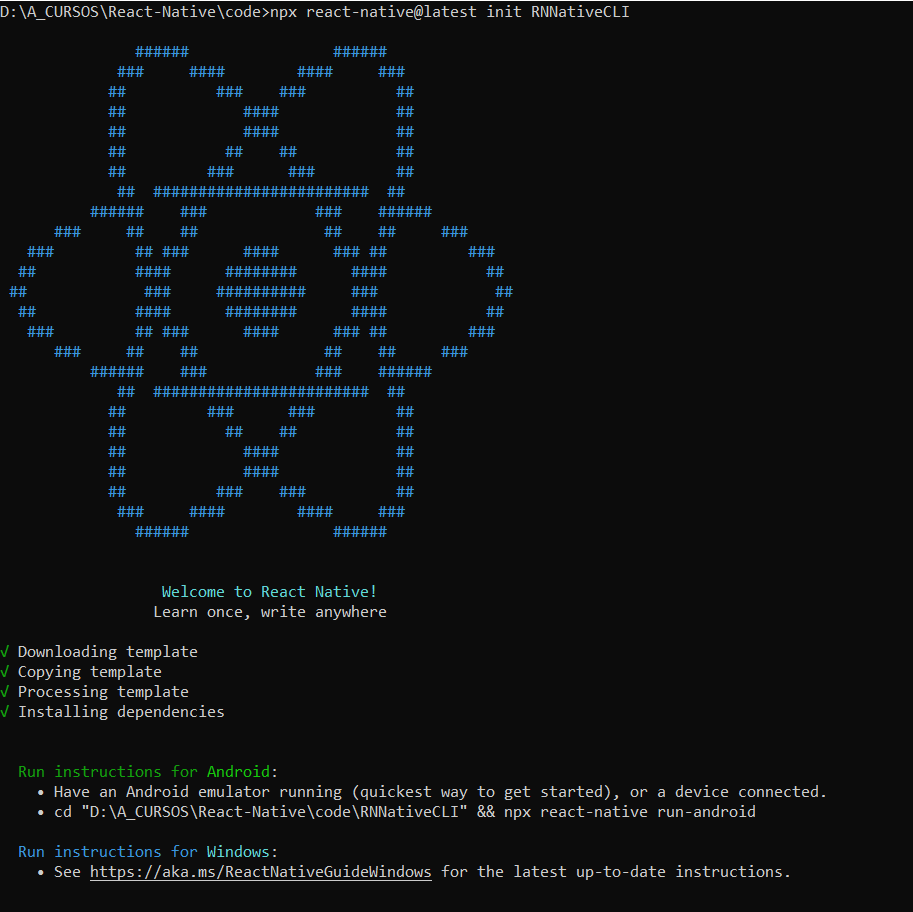 D:\A_CURSOS\React-Native\code>npx react-native@latest init RNNativeCLI
               ######                ######
             ###     ####        ####     ###
            ##          ###    ###          ##
            ##             ####             ##
            ##             ####             ##
            ##           ##    ##           ##
            ##         ###      ###         ##
             ##  ########################  ##
          ######    ###            ###    ######
      ###     ##    ##              ##    ##     ###
   ###         ## ###      ####      ### ##         ###
  ##           ####      ########      ####           ##
 ##             ###     ##########     ###             ##
  ##           ####      ########      ####           ##
   ###         ## ###      ####      ### ##         ###
      ###     ##    ##              ##    ##     ###
          ######    ###            ###    ######
             ##  ########################  ##
            ##         ###      ###         ##
            ##           ##    ##           ##
            ##             ####             ##
            ##             ####             ##
            ##          ###    ###          ##
             ###     ####        ####     ###
               ######                ######
Welcome to React Native!
Learn once, write anywhere
√ Downloading template
√ Copying template
√ Processing template
√ Installing dependencies
Run instructions for Android:
• Have an Android emulator running (quickest way to get started), or a device connected.
• cd "D:\A_CURSOS\React-Native\code\RNNativeCLI" && npx react-native run-android
Run instructions for Windows:
• See https://aka.ms/ReactNativeGuideWindows for the latest up-to-date instructions.